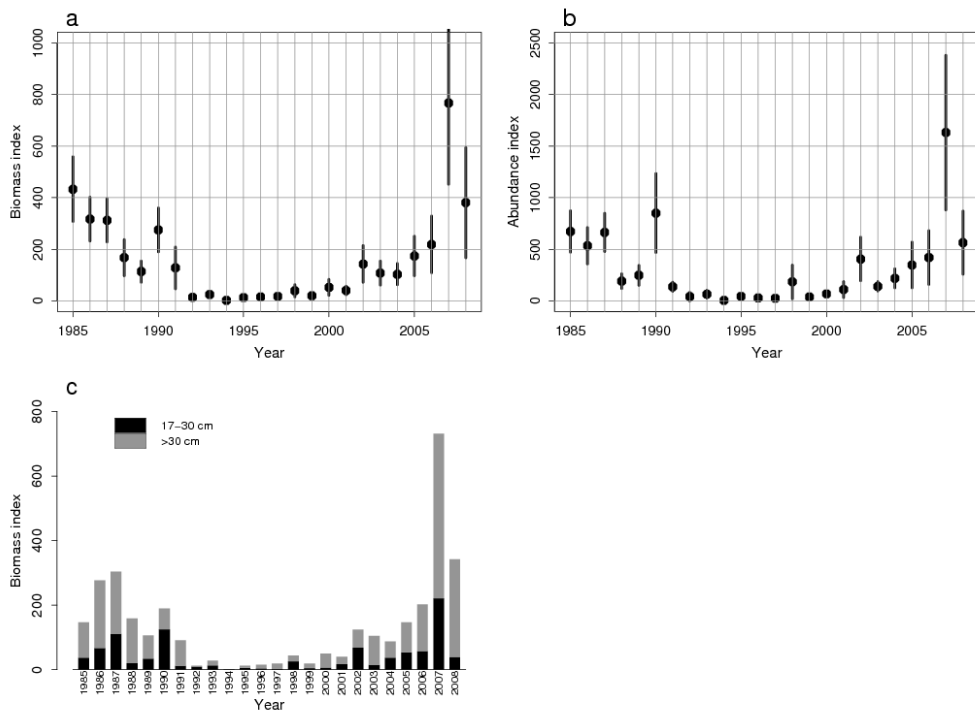 a
1000
800
600
400
200
0
Biomass index
1985 1990 1995 2000 2005
Year
b
2500
2000
1500
1000
500
0
Abundance index
1985 1990 1995 2000 2005
Year
c
800
600
400
200
0
Biomass index
17−30 cm
>30 cm
1985 1986 1987 1988 1989 1990 1991 1992 1993 1994 1995 1996 1997 1998 1999 2000 2001 2002 2003 2004 2005 2006 2007 2008
Year